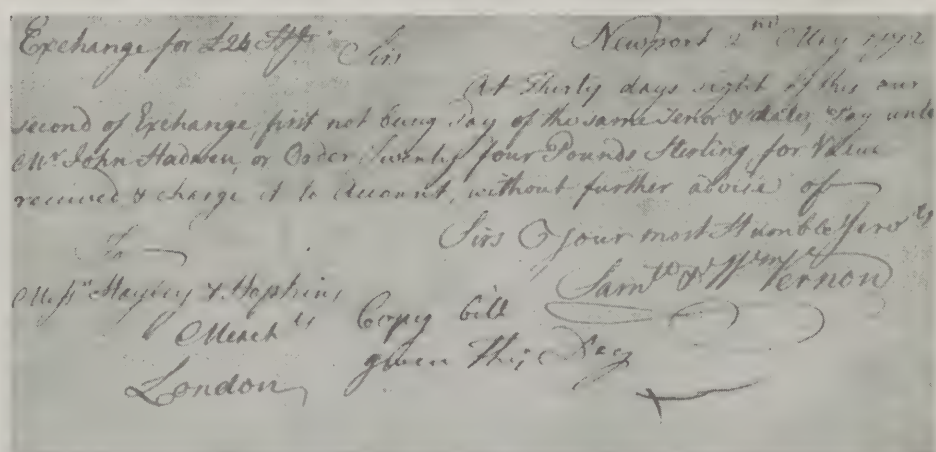 Exchange for £24 Stg. Sirs Newport 2nd May 1772
At Thirty days sight of this our
second of Exchange, first not being Pay of the same Tenor & date, Pay unto
Mr. John Hadwen, or Order Twenty four Pounds Sterling, for Value
received & charge it to Account, without further advice of
Sirs Your most Humble Servts
To Saml & Wm Vernon
Messrs Hayley & Hopkins
Merchts Copy bill
given this Day
London